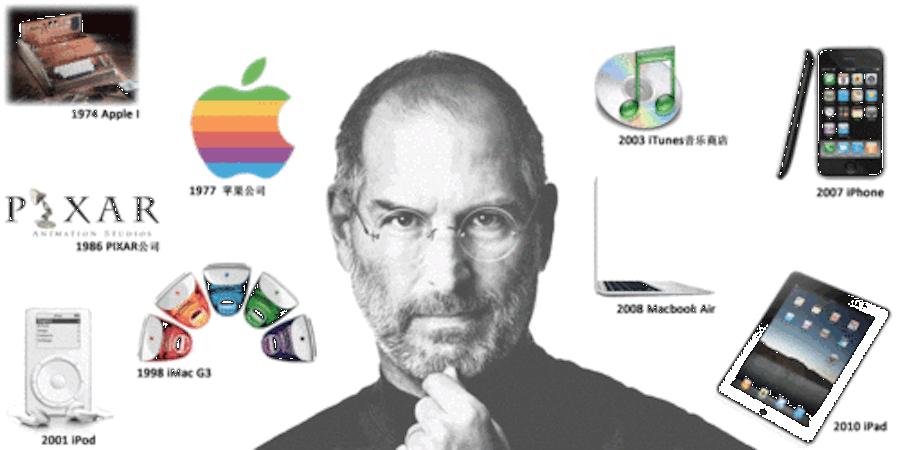 1974 Apple I
1977 苹果公司
2003 iTunes音乐商店
2007 iPhone
PIXAR
ANIMATION STUDIOS
1986 PIXAR公司
1998 iMac G3
2008 Macbook Air
2001 iPod
2010 iPad